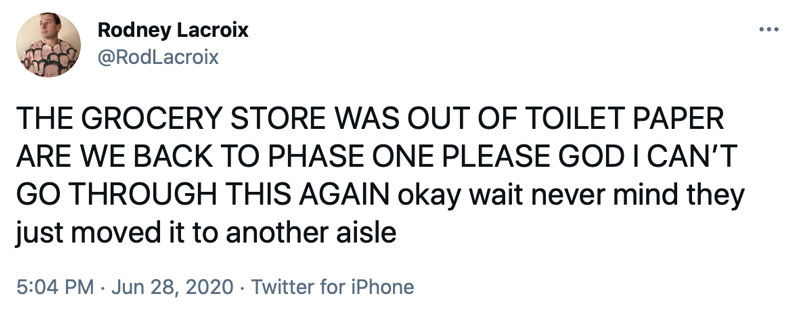 Rodney Lacroix
@RodLacroix
THE GROCERY STORE WAS OUT OF TOILET PAPER
ARE WE BACK TO PHASE ONE PLEASE GOD I CAN’T
GO THROUGH THIS AGAIN okay wait never mind they
just moved it to another aisle
5:04 PM · Jun 28, 2020 · Twitter for iPhone